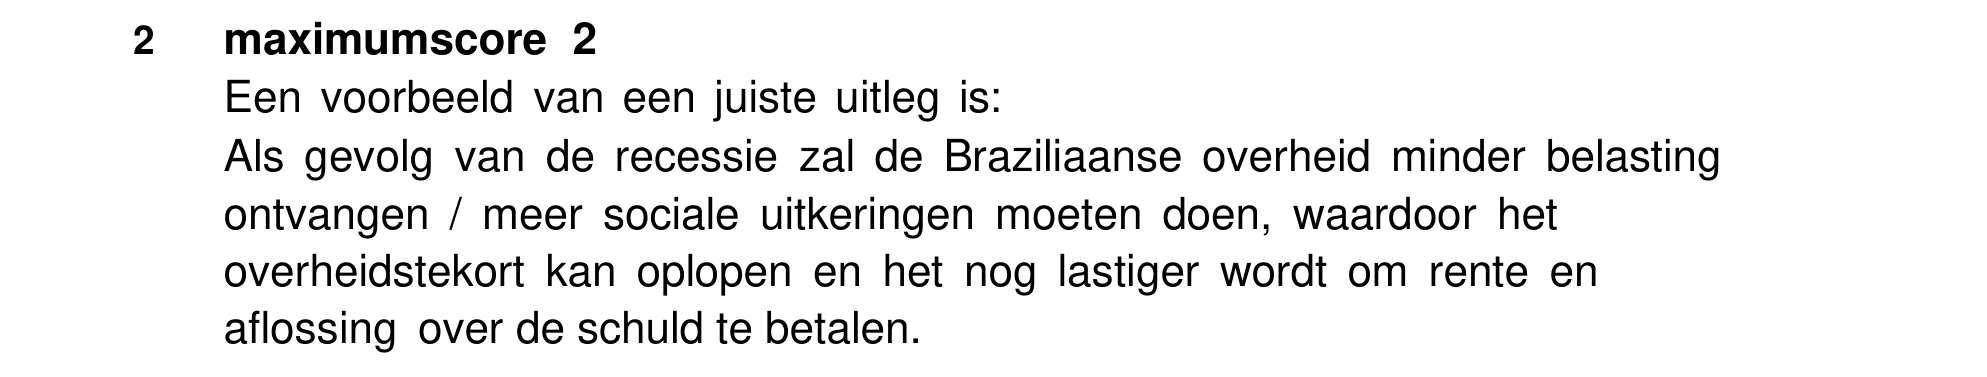 2 maximumscore 2
Een voorbeeld van een juiste uitleg is:
Als gevolg van de recessie zal de Braziliaanse overheid minder belasting
ontvangen / meer sociale uitkeringen moeten doen, waardoor het
overheidstekort kan oplopen en het nog lastiger wordt om rente en
aflossing over de schuld te betalen.